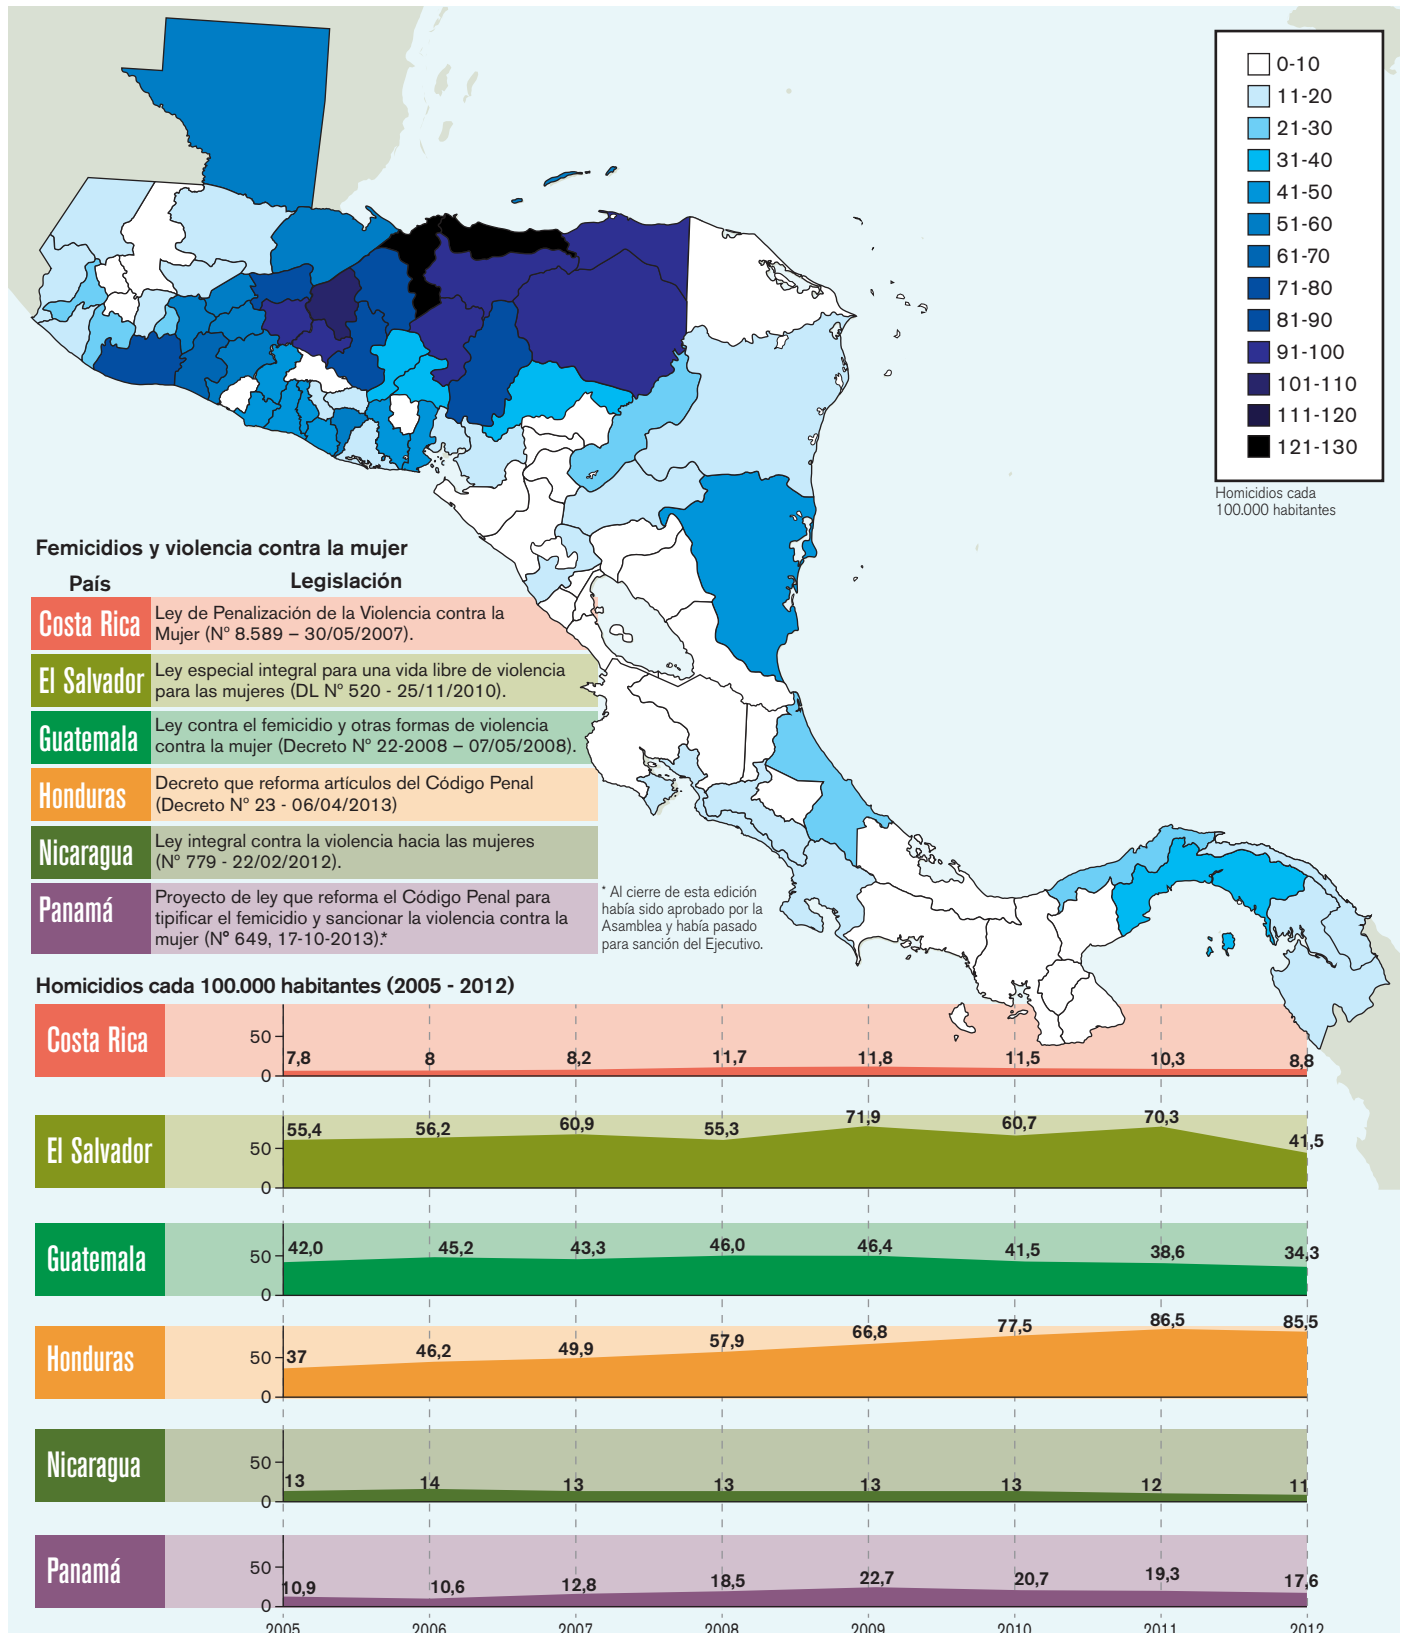 0-10
11-20
21-30
31-40
41-50
51-60
61-70
71-80
81-90
91-100
101-110
111-120
121-130
Homicidios cada
100.000 habitantes
Femicidios y violencia contra la mujer
País Legislación
Costa Rica
Ley de Penalización de la Violencia contra la
Mujer (Nº 8.589 – 30/05/2007).
El Salvador
Ley especial integral para una vida libre de violencia
para las mujeres (DL Nº 520 - 25/11/2010).
Guatemala
Ley contra el femicidio y otras formas de violencia
contra la mujer (Decreto Nº 22-2008 – 07/05/2008).
Honduras
Decreto que reforma artículos del Código Penal
(Decreto Nº 23 - 06/04/2013)
Nicaragua
Ley integral contra la violencia hacia las mujeres
(Nº 779 - 22/02/2012).
Panamá
Proyecto de ley que reforma el Código Penal para
tipificar el femicidio y sancionar la violencia contra la
mujer (Nº 649, 17-10-2013).*
* Al cierre de esta edición
había sido aprobado por la
Asamblea y había pasado
para sanción del Ejecutivo.
Homicidios cada 100.000 habitantes (2005 - 2012)
Costa Rica
50
0
7,8 8 8,2 11,7 11,8 11,5 10,3 8,8
El Salvador
50
0
55,4 56,2 60,9 55,3 71,9 60,7 70,3 41,5
Guatemala
50
0
42,0 45,2 43,3 46,0 46,4 41,5 38,6 34,3
Honduras
50
0
37 46,2 49,9 57,9 66,8 77,5 86,5 85,5
Nicaragua
50
0
13 14 13 13 13 13 12 11
Panamá
50
0
10,9 10,6 12,8 18,5 22,7 20,7 19,3 17,6
2005 2006 2007 2008 2009 2010 2011 2012